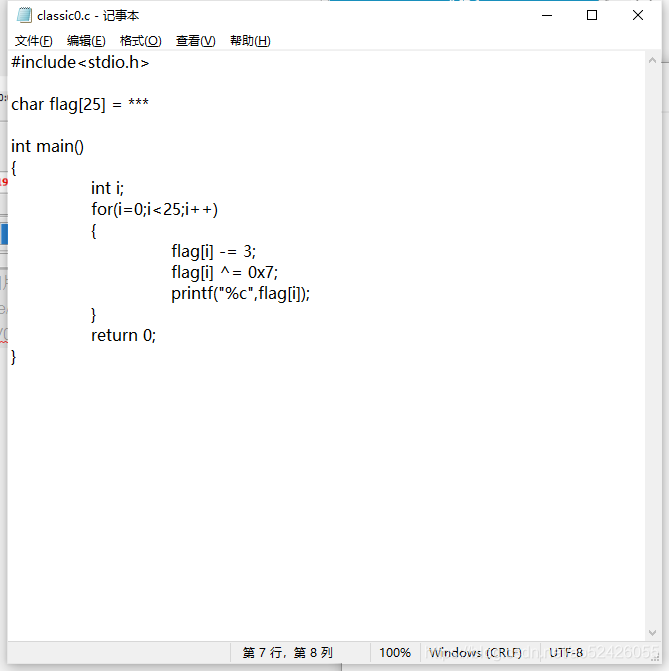 classic0.c - 记事本
文件(F) 编辑(E) 格式(O) 查看(V) 帮助(H)
#include<stdio.h>
char flag[25] = ***
int main()
{
int i;
for(i=0;i<25;i++)
{
flag[i] -= 3;
flag[i] ^= 0x7;
printf("%c",flag[i]);
}
return 0;
}
第 7 行，第 8 列 100% Windows (CRLF) UTF-8